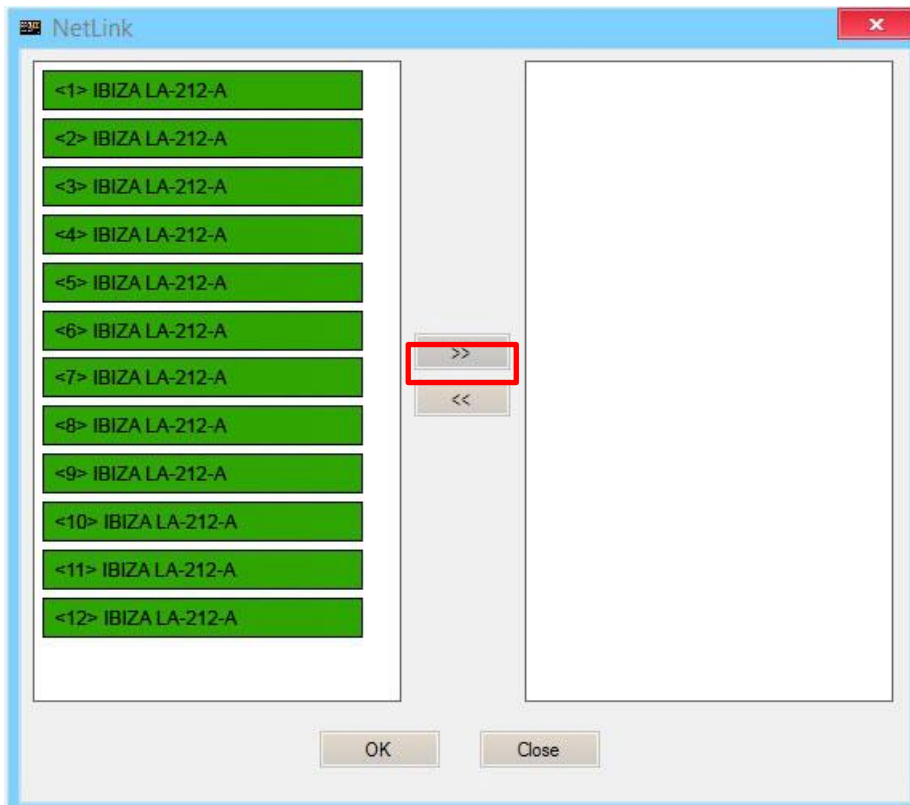 NetLink
<1> IBIZA LA-212-A
<2> IBIZA LA-212-A
<3> IBIZA LA-212-A
<4> IBIZA LA-212-A
<5> IBIZA LA-212-A
<6> IBIZA LA-212-A
<7> IBIZA LA-212-A
<8> IBIZA LA-212-A
<9> IBIZA LA-212-A
<10> IBIZA LA-212-A
<11> IBIZA LA-212-A
<12> IBIZA LA-212-A
>>
<<
OK
Close